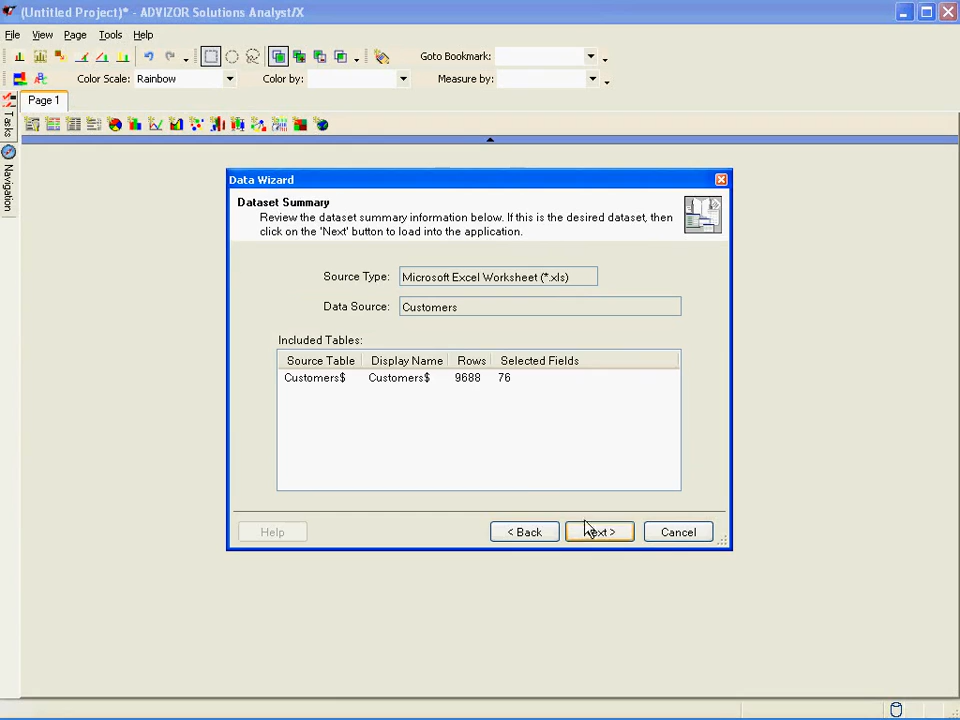 (Untitled Project)* - ADVIZOR Solutions Analyst/X
File View Page Tools Help
Goto Bookmark:
Color Scale: Rainbow Color by: Measure by:
Page 1
Tasks
Navigation
Data Wizard
Dataset Summary
Review the dataset summary information below. If this is the desired dataset, then
click on the 'Next' button to load into the application.
Source Type: Microsoft Excel Worksheet (*.xls)
Data Source: Customers
Included Tables:
Source Table Display Name Rows Selected Fields
Customers$ Customers$ 9688 76
Help < Back Next > Cancel